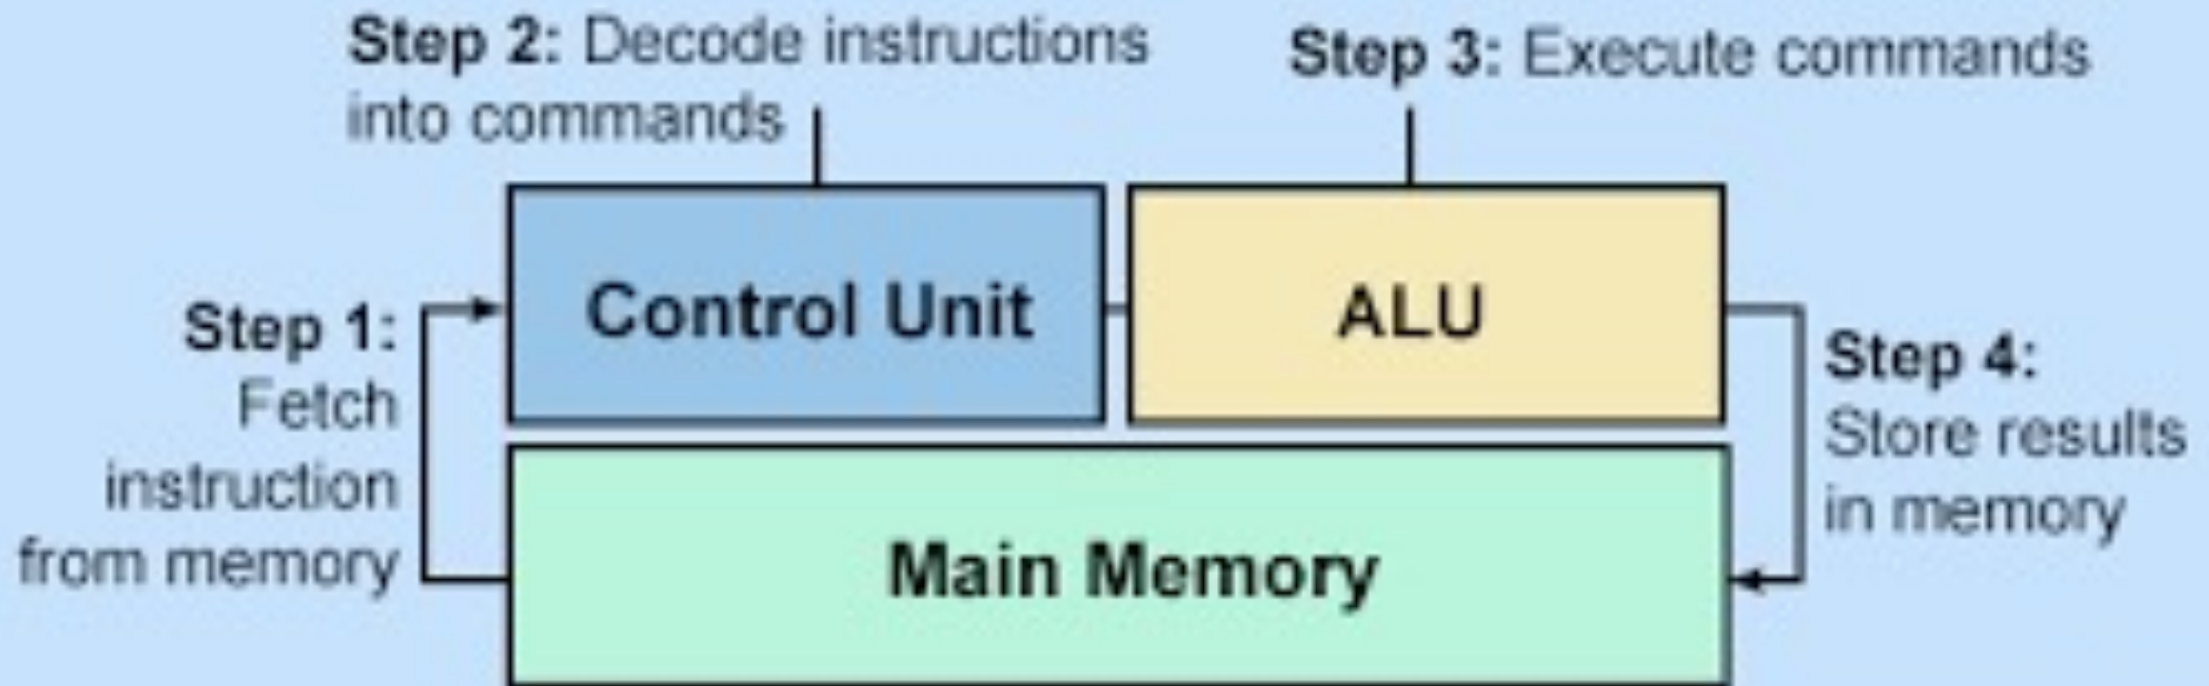 Step 2: Decode instructions
into commands
Step 3: Execute commands
Control Unit
ALU
Step 1:
Fetch
instruction
from memory
Step 4:
Store results
in memory
Main Memory